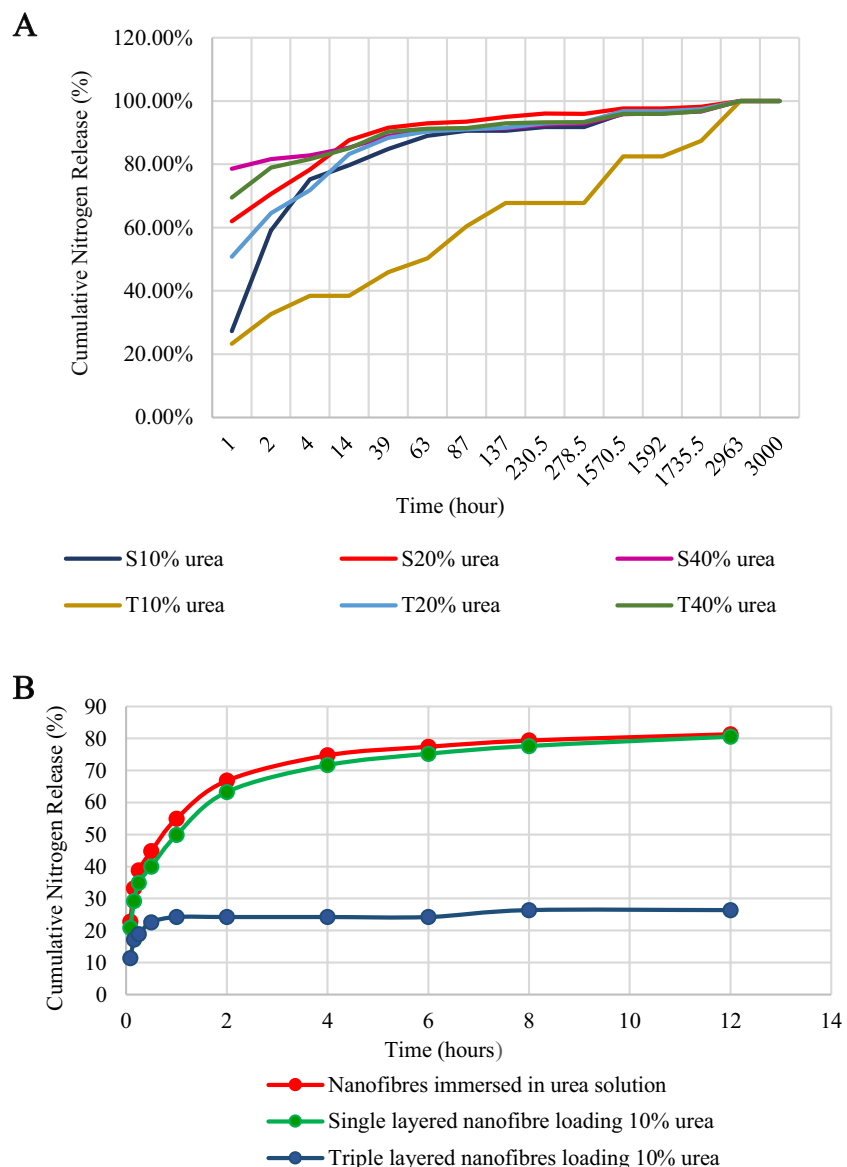 A
Cumulative Nitrogen Release (%)
120.00%
100.00%
80.00%
60.00%
40.00%
20.00%
0.00%
1 2 4 14 39 63 87 137 230.5 278.5 1570.5 1592 1735.5 2963 3000
Time (hour)
S10% urea S20% urea S40% urea
T10% urea T20% urea T40% urea
B
Cumulative Nitrogen Release (%)
90
80
70
60
50
40
30
20
10
0
0 2 4 6 8 10 12 14
Time (hours)
Nanofibres immersed in urea solution
Single layered nanofibre loading 10% urea
Triple layered nanofibres loading 10% urea